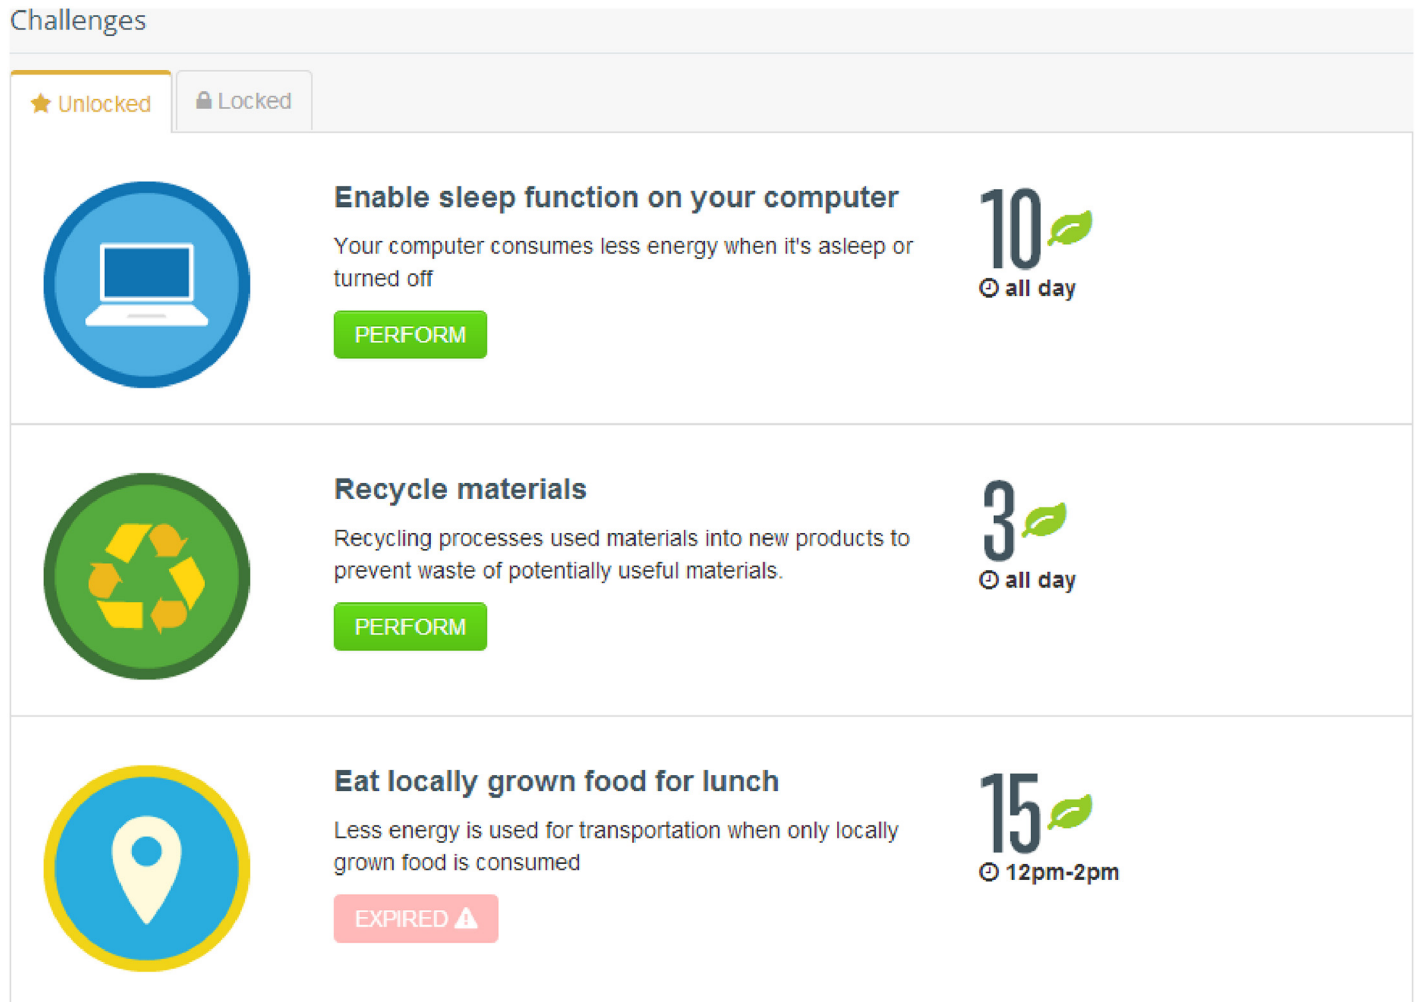 Challenges
Unlocked
Locked
Enable sleep function on your computer
Your computer consumes less energy when it's asleep or
turned off
PERFORM
10
all day
Recycle materials
Recycling processes used materials into new products to
prevent waste of potentially useful materials.
PERFORM
3
all day
Eat locally grown food for lunch
Less energy is used for transportation when only locally
grown food is consumed
EXPIRED
15
12pm-2pm